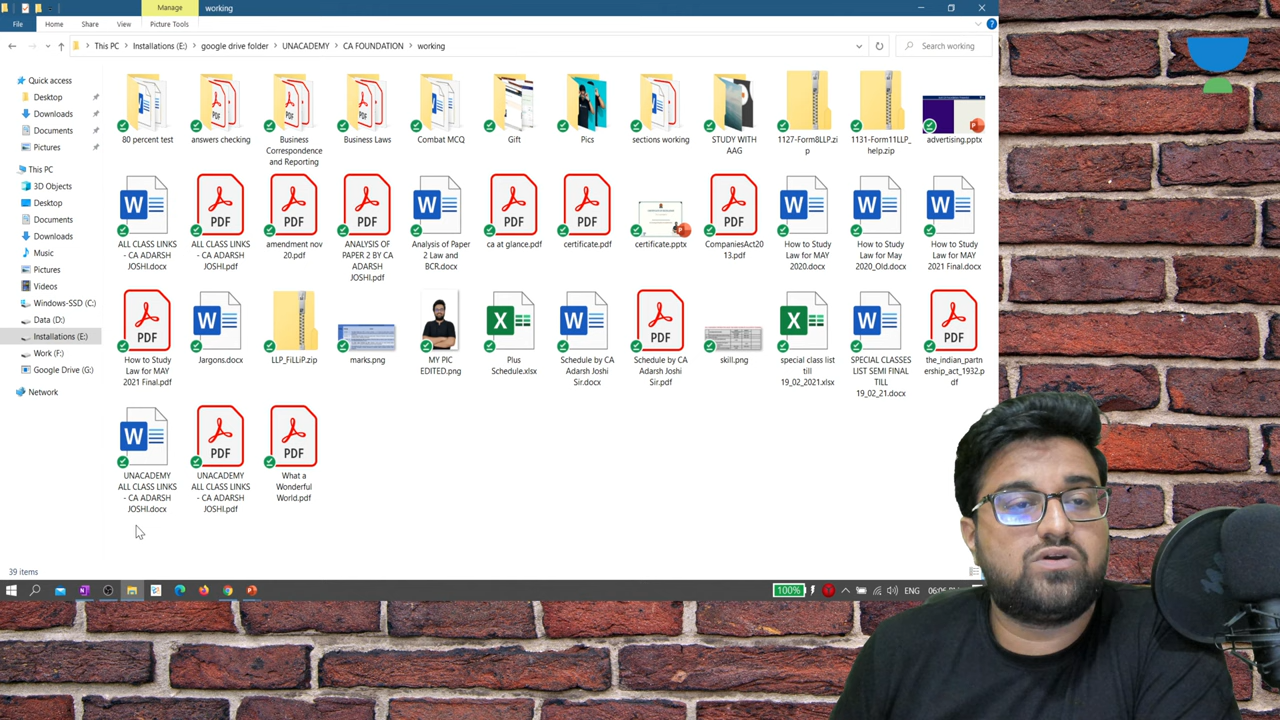 Manage
working
File
Home
Share
View
Picture Tools
This PC
Installations (E:)
google drive folder
UNACADEMY
CA FOUNDATION
working
Search working
Quick access
Desktop
Downloads
Documents
Pictures
This PC
3D Objects
Desktop
Documents
Downloads
Music
Pictures
Videos
Windows-SSD (C:)
Data (D:)
Installations (E:)
Work (F:)
Google Drive (G:)
Network
80 percent test
answers checking
Business
Correspondence
and Reporting
Business Laws
Combat MCQ
Gift
Pics
sections working
STUDY WITH
AAG
1127-Form8LLP.zi
p
1131-Form11LLP_
help.zip
advertising.pptx
ALL CLASS LINKS
- CA ADARSH
JOSHI.docx
ALL CLASS LINKS
- CA ADARSH
JOSHI.pdf
amendment nov
20.pdf
ANALYSIS OF
PAPER 2 BY CA
ADARSH
JOSHI.pdf
Analysis of Paper
2 Law and
BCR.docx
ca at glance.pdf
certificate.pdf
certificate.pptx
CompaniesAct20
13.pdf
How to Study
Law for MAY
2020.docx
How to Study
Law for May
2020_Old.docx
How to Study
Law for MAY
2021 Final.docx
How to Study
Law for MAY
2021 Final.pdf
Jargons.docx
LLP_FiLLiP.zip
marks.png
MY PIC
EDITED.png
Plus
Schedule.xlsx
Schedule by CA
Adarsh Joshi
Sir.docx
Schedule by CA
Adarsh Joshi
Sir.pdf
skill.png
special class list
till
19_02_2021.xlsx
SPECIAL CLASSES
LIST SEMI FINAL
TILL
19_02_21.docx
the_indian_partn
ership_act_1932.p
df
UNACADEMY
ALL CLASS LINKS
- CA ADARSH
JOSHI.docx
UNACADEMY
ALL CLASS LINKS
- CA ADARSH
JOSHI.pdf
What a
Wonderful
World.pdf
PDF
PDF
PDF
PDF
PDF
PDF
PDF
PDF
PDF
PDF
PDF
39 items
100%
ENG